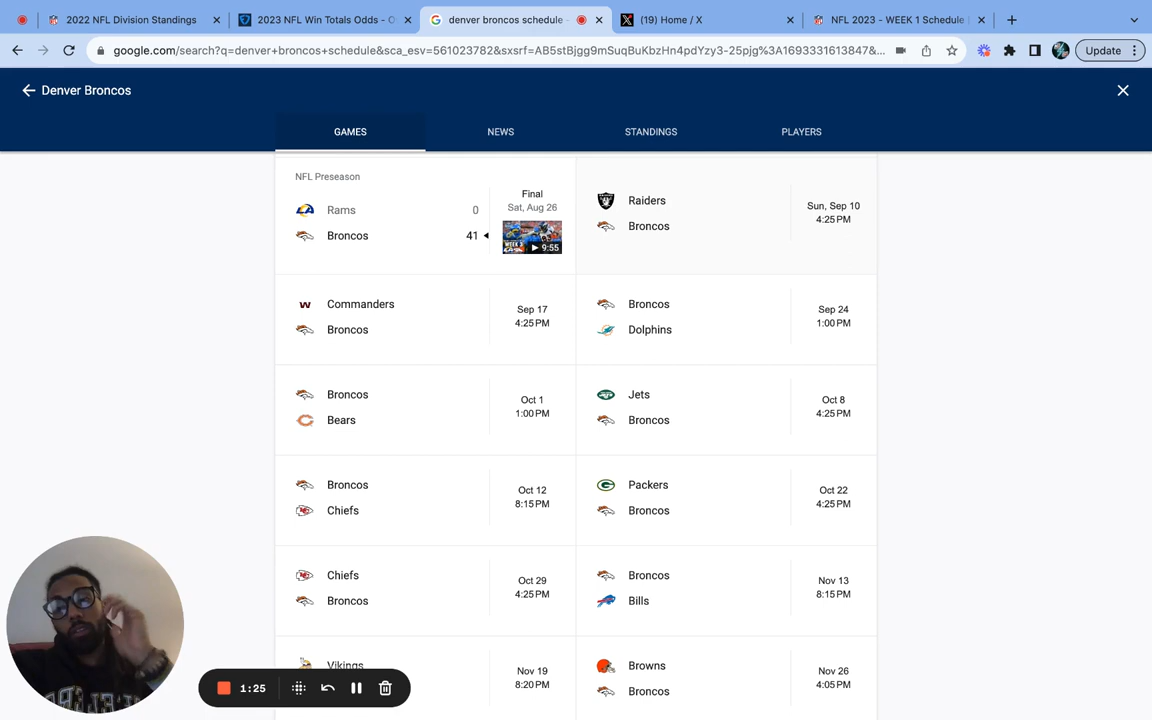 2022 NFL Division Standings
2023 NFL Win Totals Odds - O
denver broncos schedule -
(19) Home / X
NFL 2023 - WEEK 1 Schedule
google.com/search?q=denver+broncos+schedule&sca_esv=561023782&sxsrf=AB5stBjgg9mSuqBuKbzHn4pdYzy3-25pjg%3A1693331613847&...
Update
Denver Broncos
GAMES
NEWS
STANDINGS
PLAYERS
NFL Preseason
Rams 0
Broncos 41
Final
Sat, Aug 26
WEEK 3
9:55
Raiders
Broncos
Sun, Sep 10
4:25 PM
Commanders
Broncos
Sep 17
4:25 PM
Broncos
Dolphins
Sep 24
1:00 PM
Broncos
Bears
Oct 1
1:00 PM
Jets
Broncos
Oct 8
4:25 PM
Broncos
Chiefs
Oct 12
8:15 PM
Packers
Broncos
Oct 22
4:25 PM
Chiefs
Broncos
Oct 29
4:25 PM
Broncos
Bills
Nov 13
8:15 PM
Vikings
Nov 19
8:20 PM
Browns
Broncos
Nov 26
4:05 PM
1:25